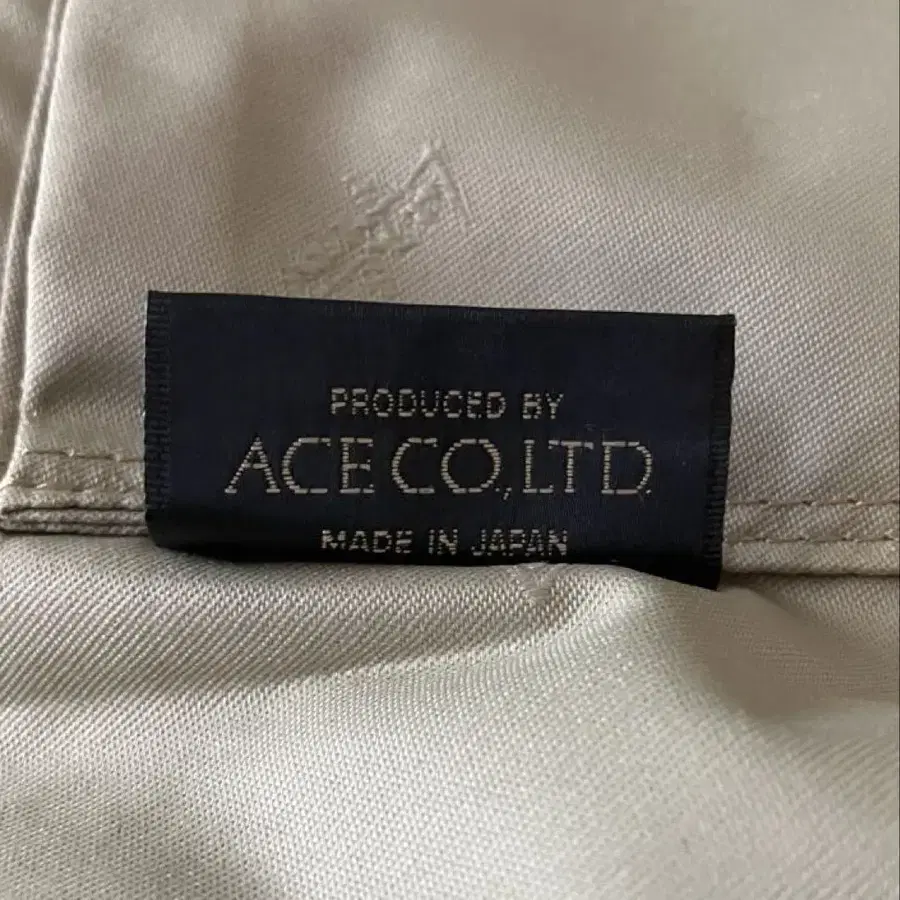 PRODUCED BY
ACE CO.,LTD.
MADE IN JAPAN